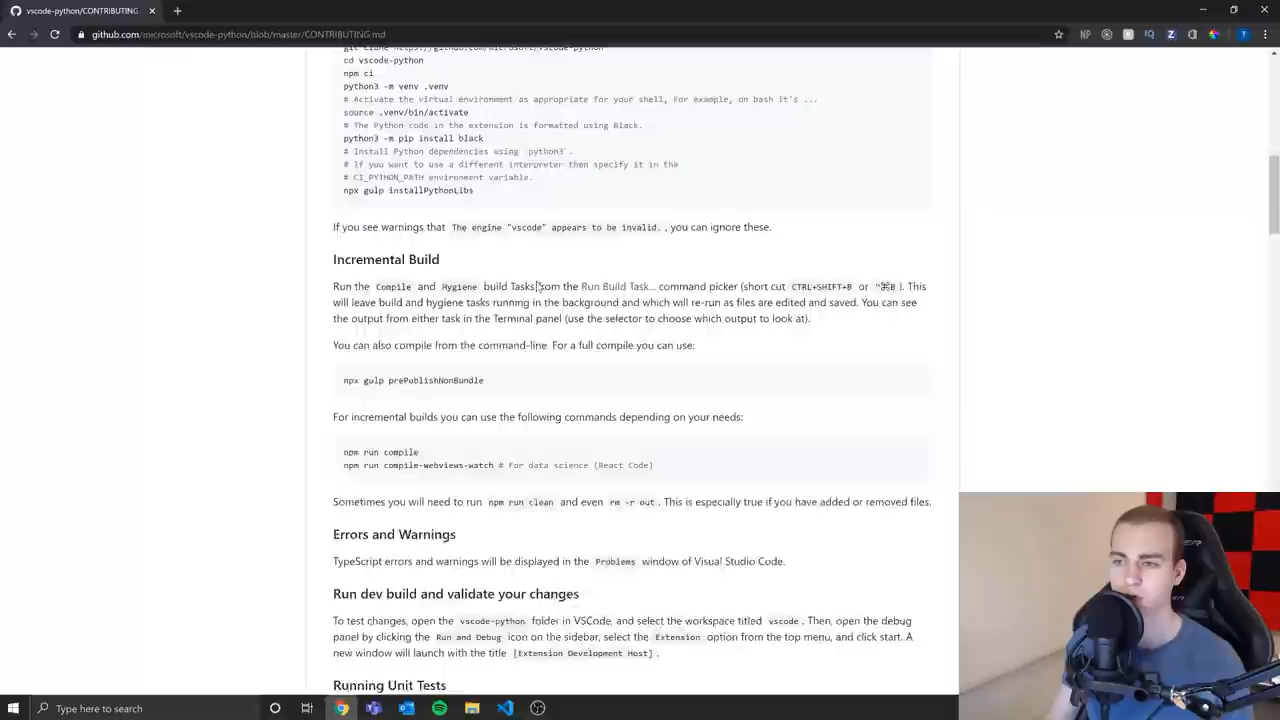 vscode-python/CONTRIBUTING.md
github.com/microsoft/vscode-python/blob/master/CONTRIBUTING.md
git clone https://github.com/microsoft/vscode-python
cd vscode-python
npm ci
python3 -m venv .venv
# Activate the virtual environment as appropriate for your shell, For example, on bash it's ...
source .venv/bin/activate
# The Python code in the extension is formatted using Black.
python3 -m pip install black
# Install Python dependencies using `python3`.
# If you want to use a different interpreter then specify it in the
# CI_PYTHON_PATH environment variable.
npx gulp installPythonLibs
If you see warnings that The engine "vscode" appears to be invalid. , you can ignore these.
Incremental Build
Run the Compile and Hygiene build Tasks from the Run Build Task... command picker (short cut CTRL+SHIFT+B or ⌃⌘B ). This
will leave build and hygiene tasks running in the background and which will re-run as files are edited and saved. You can see
the output from either task in the Terminal panel (use the selector to choose which output to look at).
You can also compile from the command-line. For a full compile you can use:
npx gulp prePublishNonBundle
For incremental builds you can use the following commands depending on your needs:
npm run compile
npm run compile-webviews-watch # For data science (React Code)
Sometimes you will need to run npm run clean and even rm -r out . This is especially true if you have added or removed files.
Errors and Warnings
TypeScript errors and warnings will be displayed in the Problems window of Visual Studio Code.
Run dev build and validate your changes
To test changes, open the vscode-python folder in VSCode, and select the workspace titled vscode . Then, open the debug
panel by clicking the Run and Debug icon on the sidebar, select the Extension option from the top menu, and click start. A
new window will launch with the title [Extension Development Host] .
Running Unit Tests
Type here to search